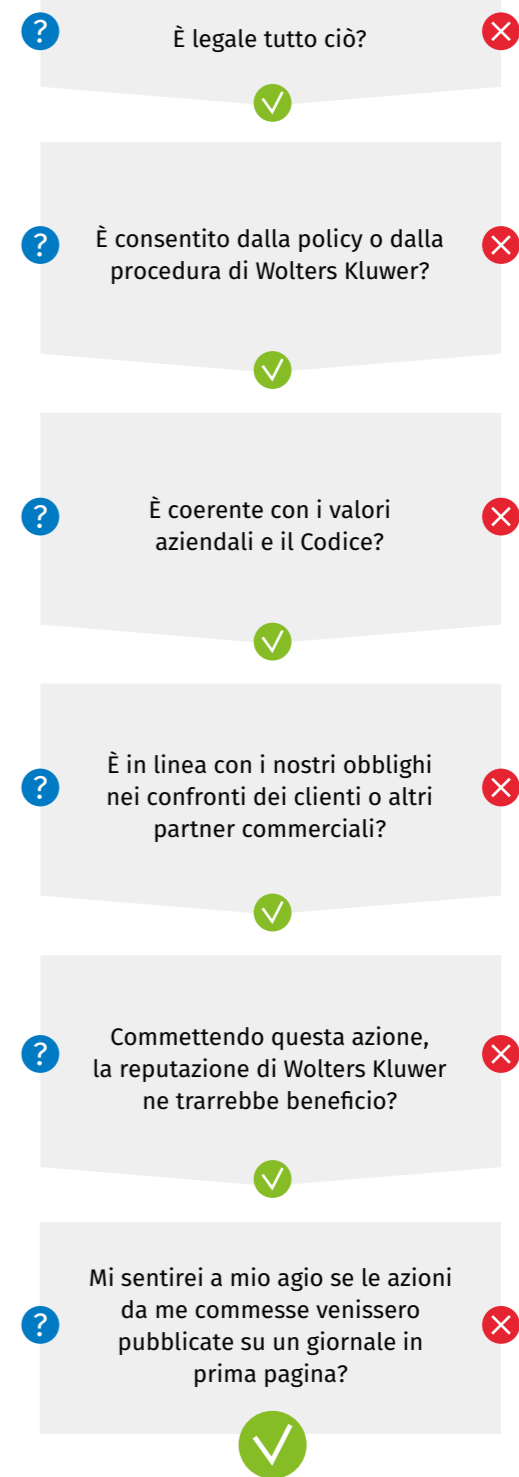 È legale tutto ciò?
È consentito dalla policy o dalla
procedura di Wolters Kluwer?
È coerente con i valori
aziendali e il Codice?
È in linea con i nostri obblighi
nei confronti dei clienti o altri
partner commerciali?
Commettendo questa azione,
la reputazione di Wolters Kluwer
ne trarrebbe beneficio?
Mi sentirei a mio agio se le azioni
da me commesse venissero
pubblicate su un giornale in
prima pagina?